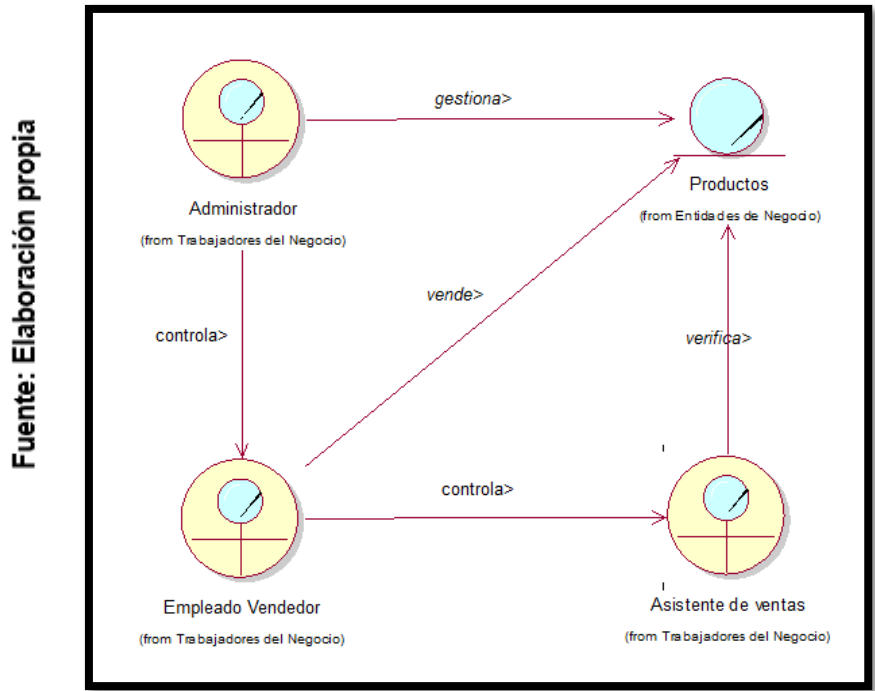 Fuente: Elaboración propia
gestiona>
Administrador
(from Trabajadores del Negocio)
Productos
(from Entidades de Negocio)
vende>
controla>
verifica>
controla>
Empleado Vendedor
(from Trabajadores del Negocio)
Asistente de ventas
(from Trabajadores del Negocio)